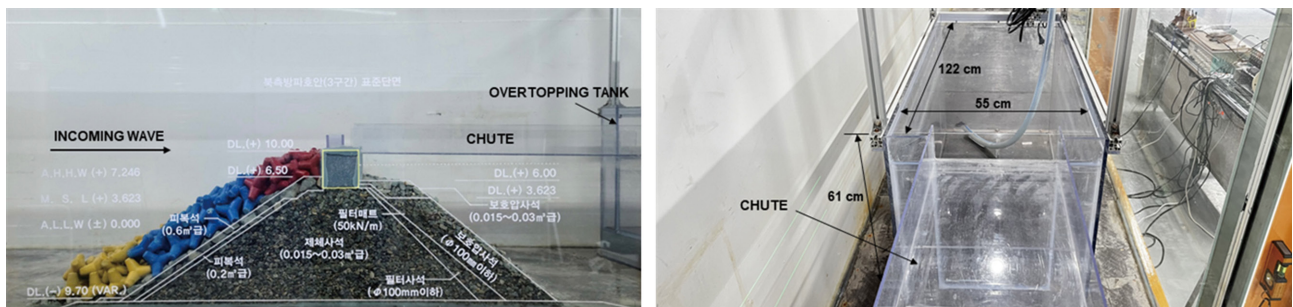 북측방파호안(3구간) 표준단면
OVERTOPPING TANK
INCOMING WAVE
DL.(+) 10.00
CHUTE
A.H.H.W (+) 7,246
DL.(+) 6.50
DL.(+) 6.00
M. S. L (+) 3,623
DL.(+) 3,623
보호압사석
(0.015~0.03㎥급)
A.L.L.W (±) 0.000
피복석
(0.6㎥급)
필터매트
(50kN/m)
제체사석
(0.015~0.03㎥급)
보호압사석
(Φ100mm이하)
피복석
(0.2㎥급)
필터사석
(Φ100mm이하)
DL.(-) 9.70 (VAR.)
122 cm
55 cm
CHUTE
61 cm